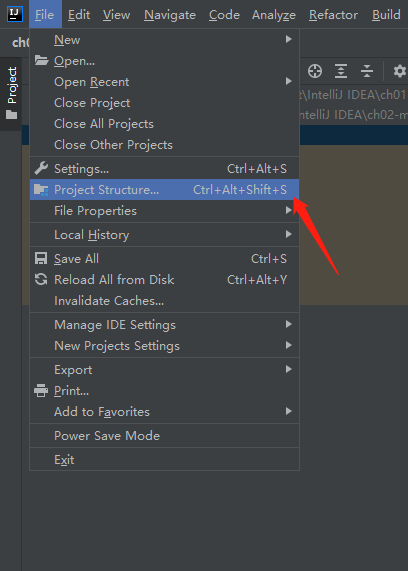 IJ File Edit View Navigate Code Analyze Refactor Build
ch0
Project
New
Open...
t\IntelliJ IDEA\ch01
Open Recent
Close Project
ntelliJ IDEA\ch02-m
Close All Projects
Close Other Projects
Settings... Ctrl+Alt+S
Project Structure... Ctrl+Alt+Shift+S
File Properties
Local History
Save All Ctrl+S
Reload All from Disk Ctrl+Alt+Y
Invalidate Caches...
Manage IDE Settings
New Projects Settings
Export
Print...
Add to Favorites
Power Save Mode
Exit